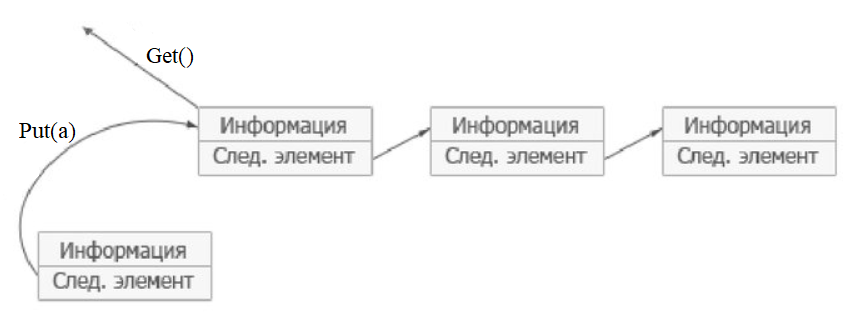 Get()
Put(a)
Информация
След. элемент
Информация
След. элемент
Информация
След. элемент
Информация
След. элемент